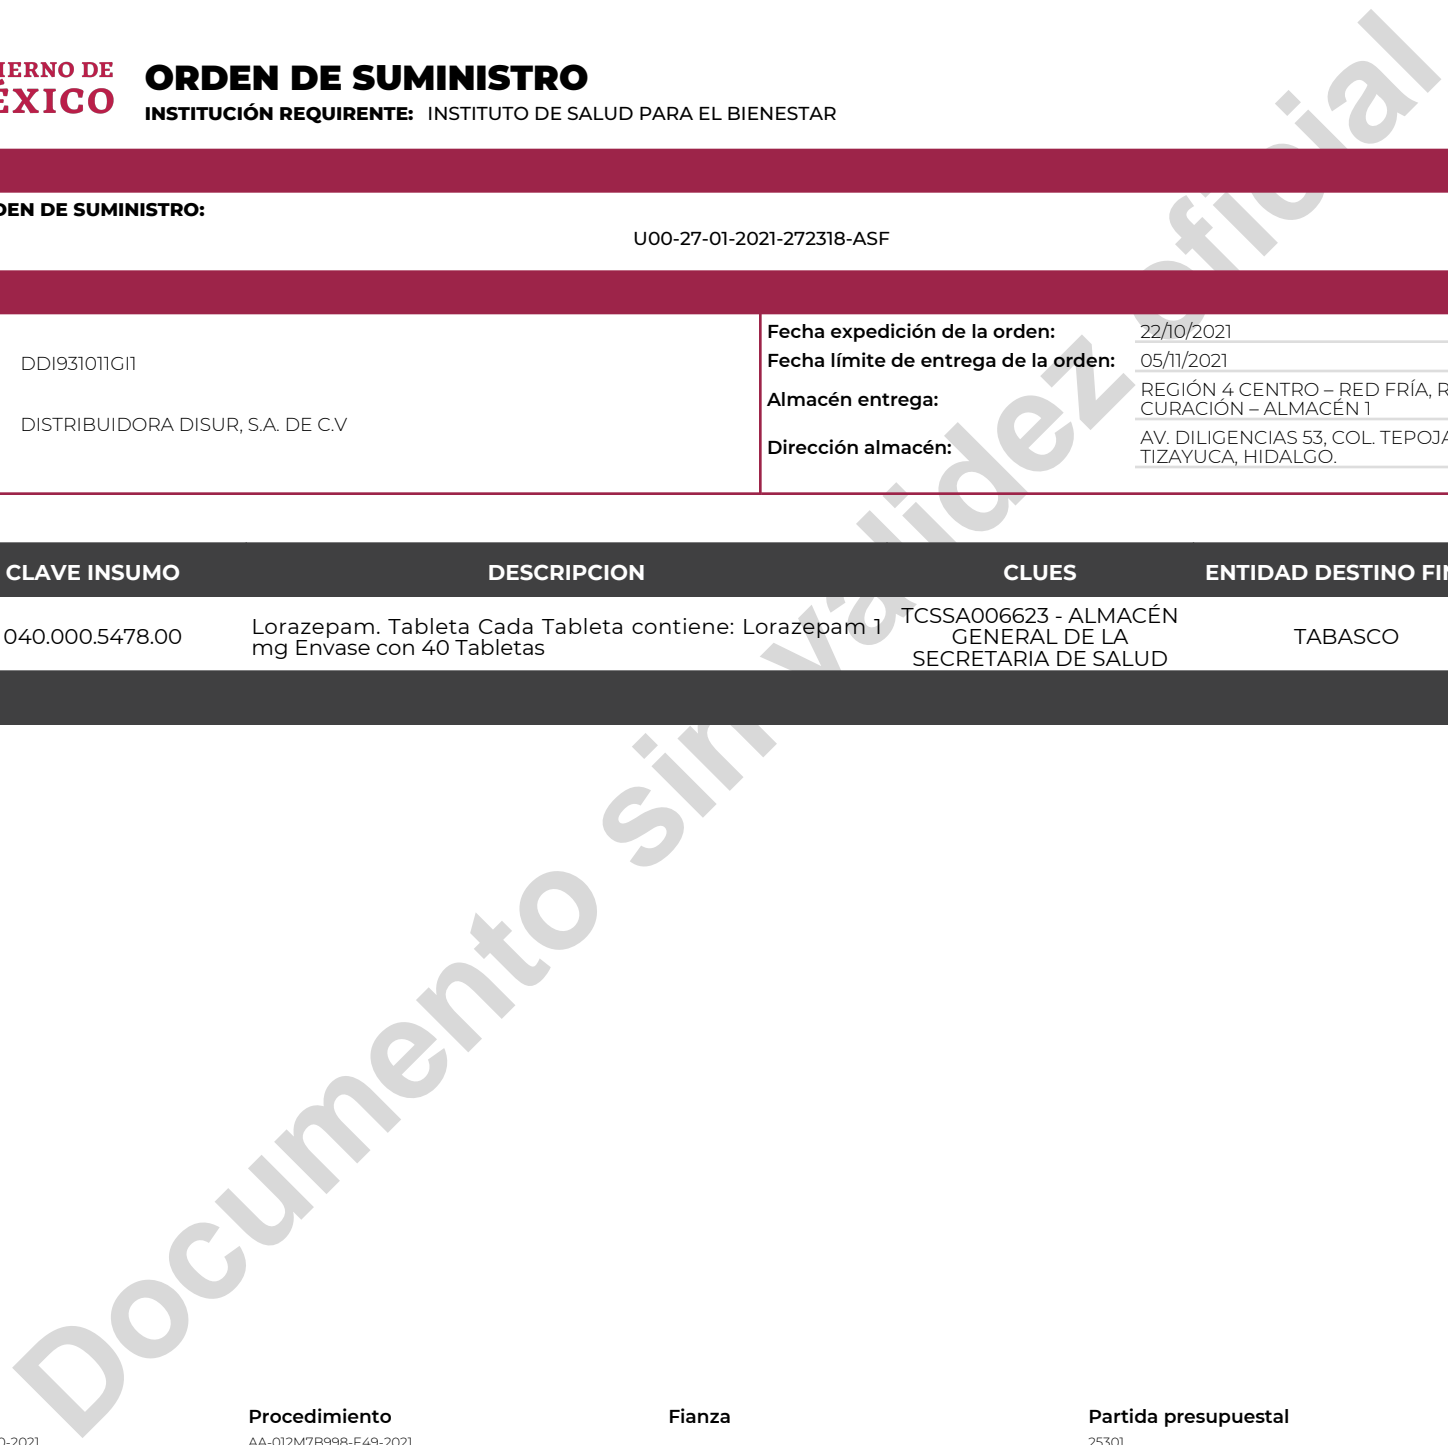 ORDEN DE SUMINISTRO
DE
INSTITUCIÓN REQUIRENTE: INSTITUTO DE SALUD PARA EL BIENESTAR
DE SUMINISTRO:
U00-27-01-2021-272318-ASF
Fecha expedición de la orden: 22/10/2021
DDI931011GI1
Fecha límite de entrega de la orden: 05/11/2021
Almacén entrega: REGIÓN 4 CENTRO – RED FRÍA,
CURACIÓN – ALMACÉN 1
DISTRIBUIDORA DISUR, S.A. DE C.V
Dirección almacén: AV. DILIGENCIAS 53, COL.
TIZAYUCA, HIDALGO.
CLAVE INSUMO DESCRIPCION CLUES ENTIDAD DESTINO
040.000.5478.00
Lorazepam. Tableta Cada Tableta contiene: Lorazepam 1
mg Envase con 40 Tabletas
TCSSA006623 - ALMACÉN
GENERAL DE LA
SECRETARIA DE SALUD
TABASCO
Documento sin validez oficial
Procedimiento Fianza Partida presupuestal
AA-012M7B998-E49-2021 25301